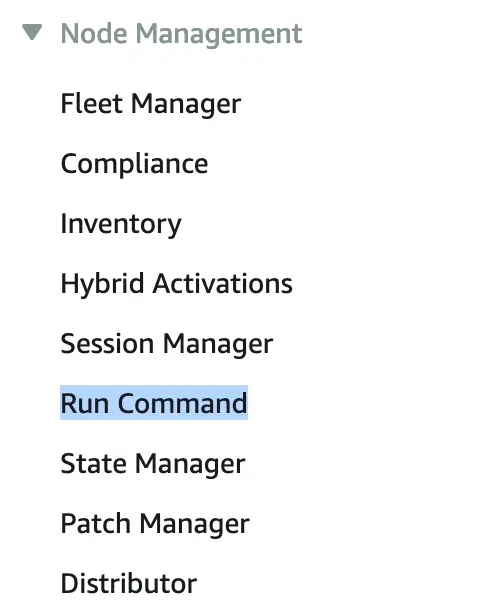 Node Management
Fleet Manager
Compliance
Inventory
Hybrid Activations
Session Manager
Run Command
State Manager
Patch Manager
Distributor